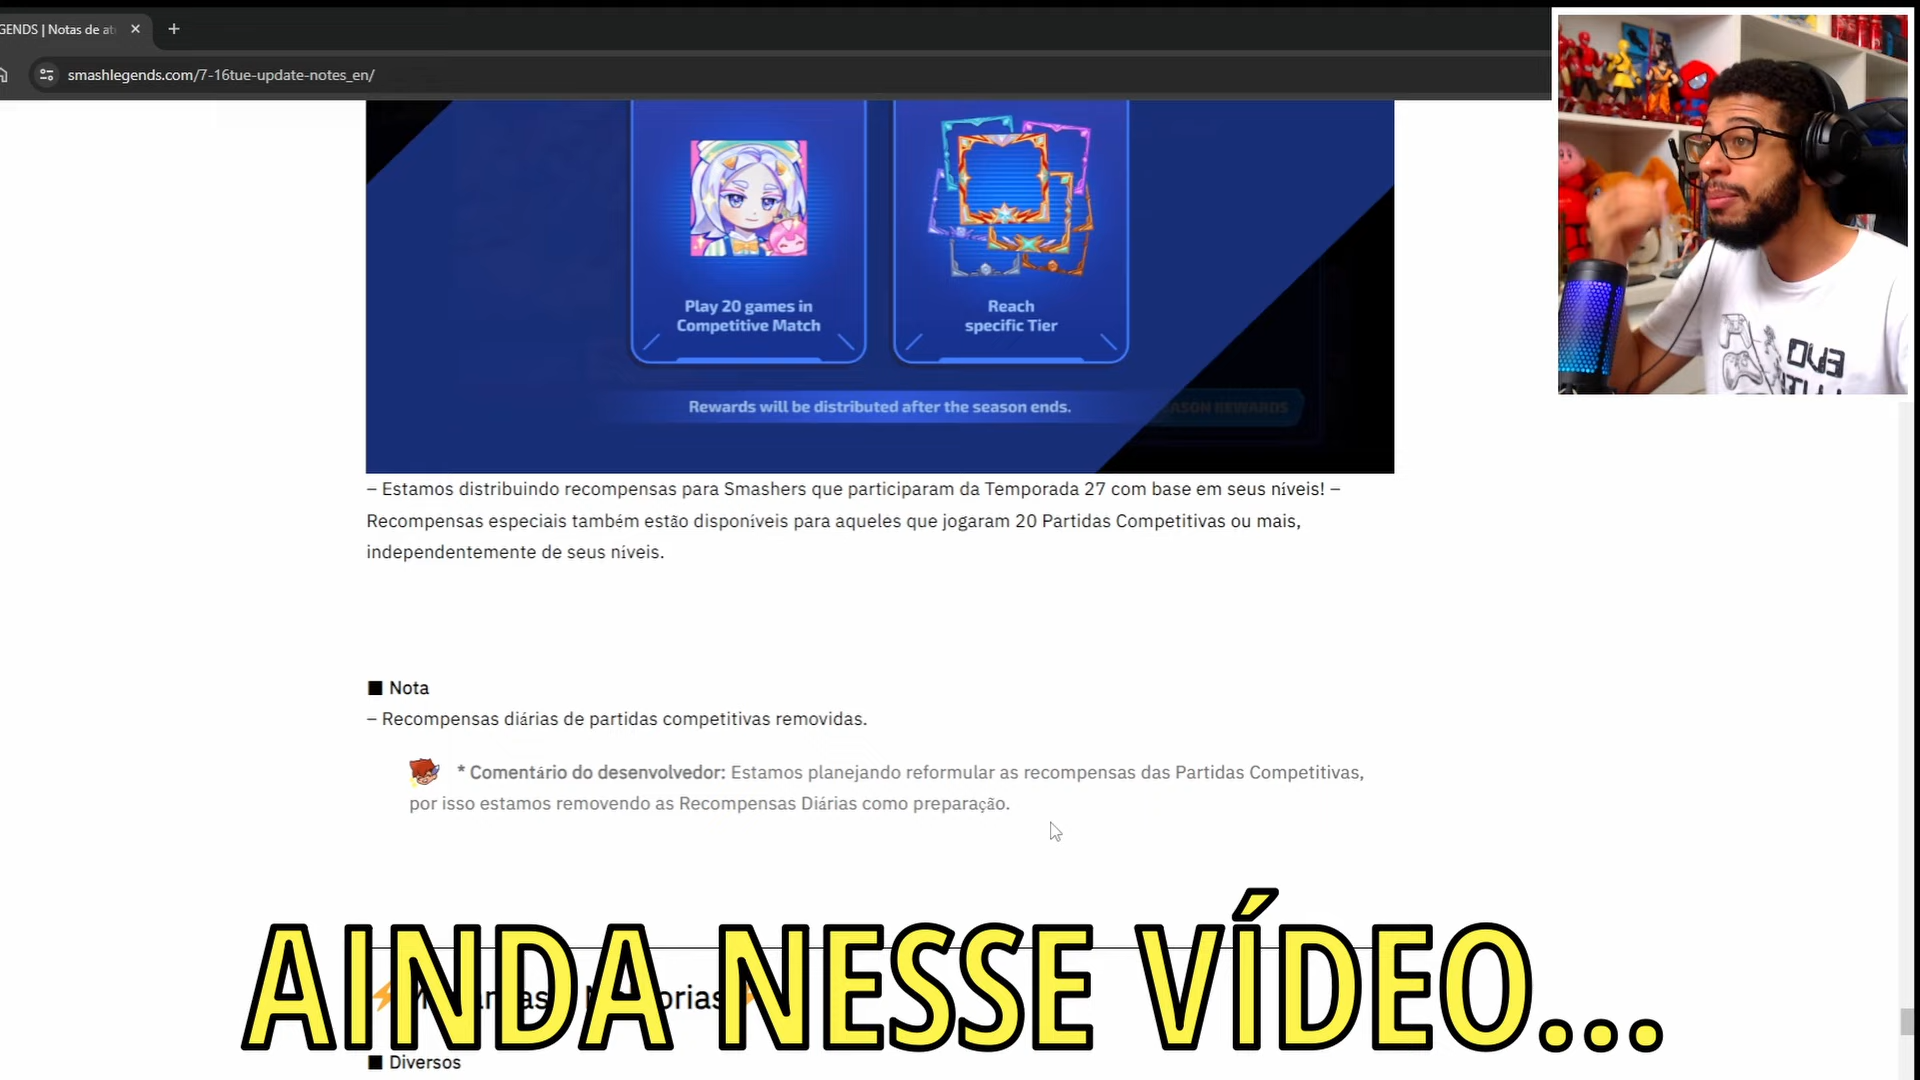 GENDS | Notas de at
smashlegends.com/7-16tue-update-notes_en/
Play 20 games in
Competitive Match
Reach
specific Tier
Rewards will be distributed after the season ends.
ASON REWARDS
– Estamos distribuindo recompensas para Smashers que participaram da Temporada 27 com base em seus níveis! –
Recompensas especiais também estão disponíveis para aqueles que jogaram 20 Partidas Competitivas ou mais,
independentemente de seus níveis.
■ Nota
– Recompensas diárias de partidas competitivas removidas.
* Comentário do desenvolvedor: Estamos planejando reformular as recompensas das Partidas Competitivas,
por isso estamos removendo as Recompensas Diárias como preparação.
AINDA NESSE VÍDEO...
■ Diversos